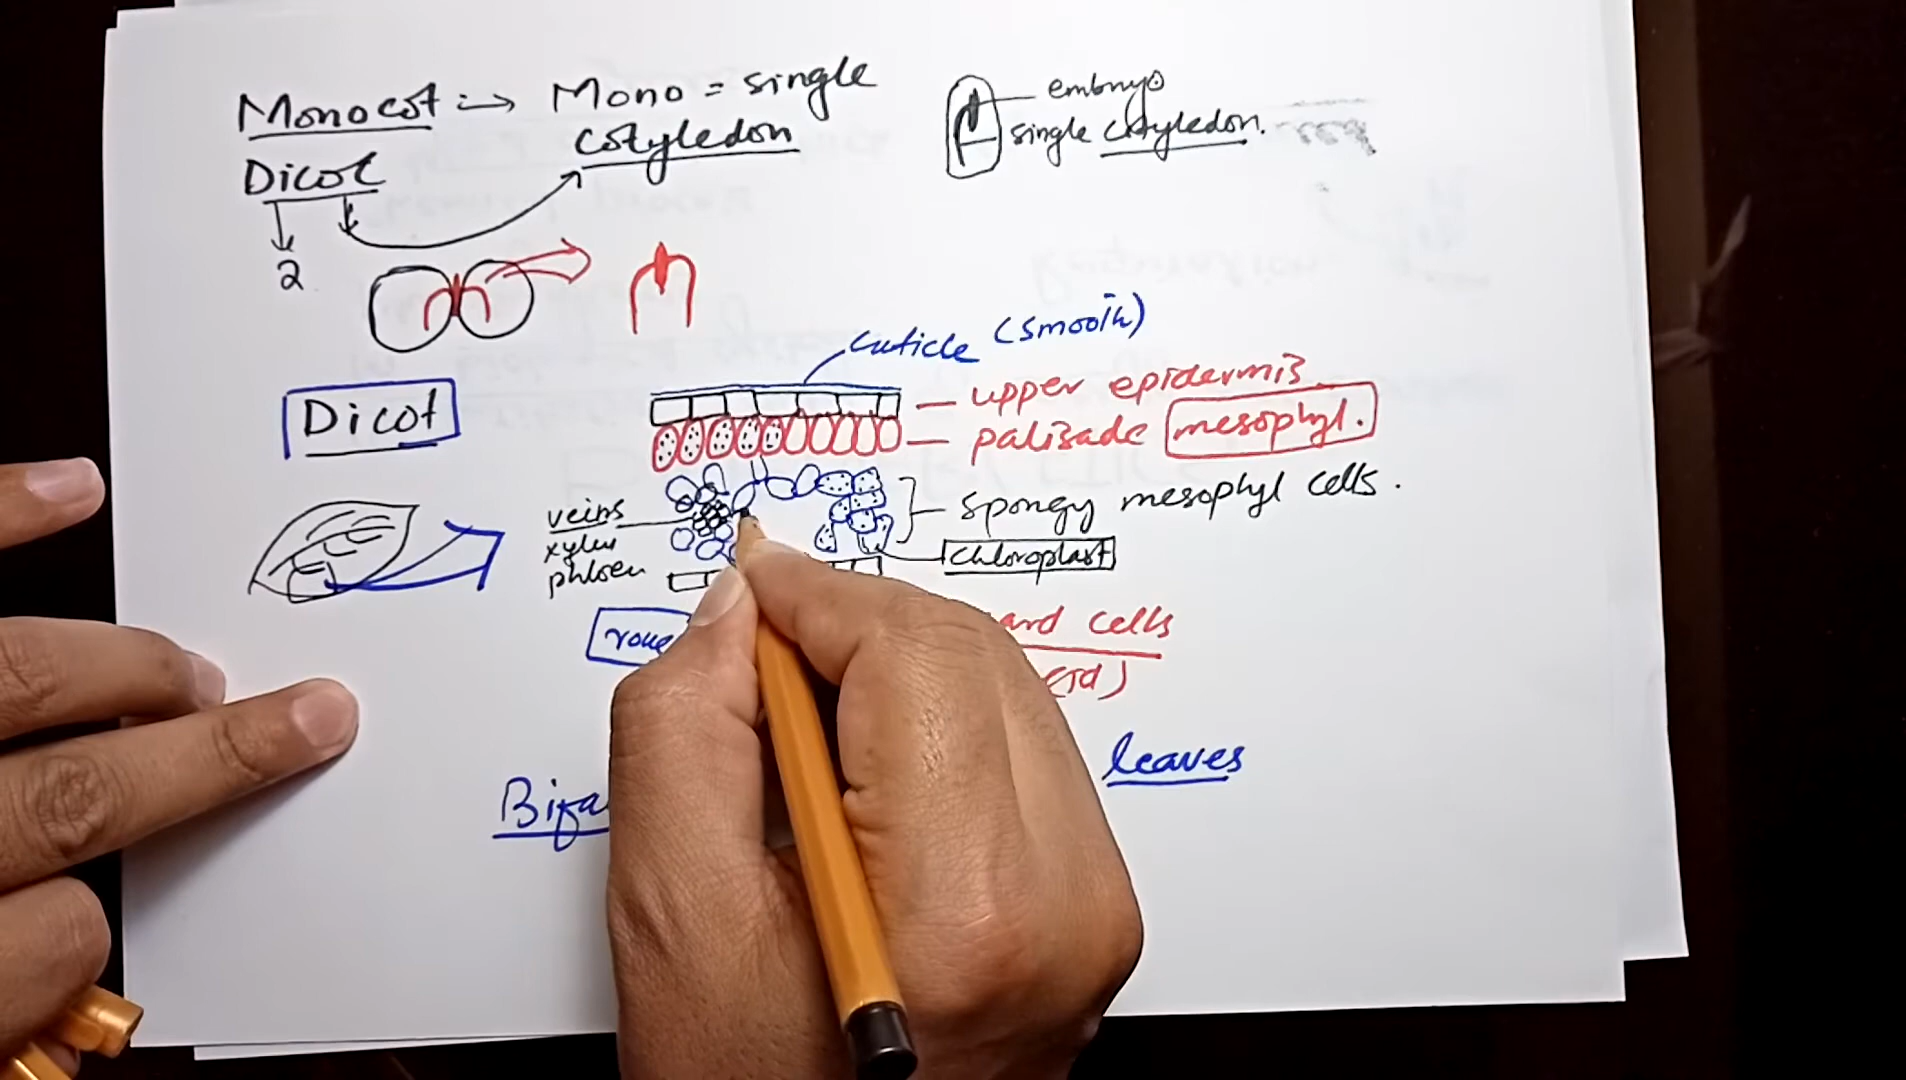 Monocot :→ Mono = single
cotyledon
Dicot
2
embryo
single cotyledon.
Cuticle (smooth)
Dicot
upper epidermis
palisade mesophyl.
veins
xylem
phloem
spongy mesophyl cells.
chloroplast
cells
leaves